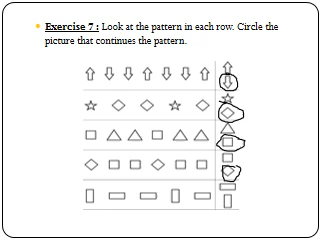 Exercise 7 : Look at the pattern in each row. Circle the
picture that continues the pattern.